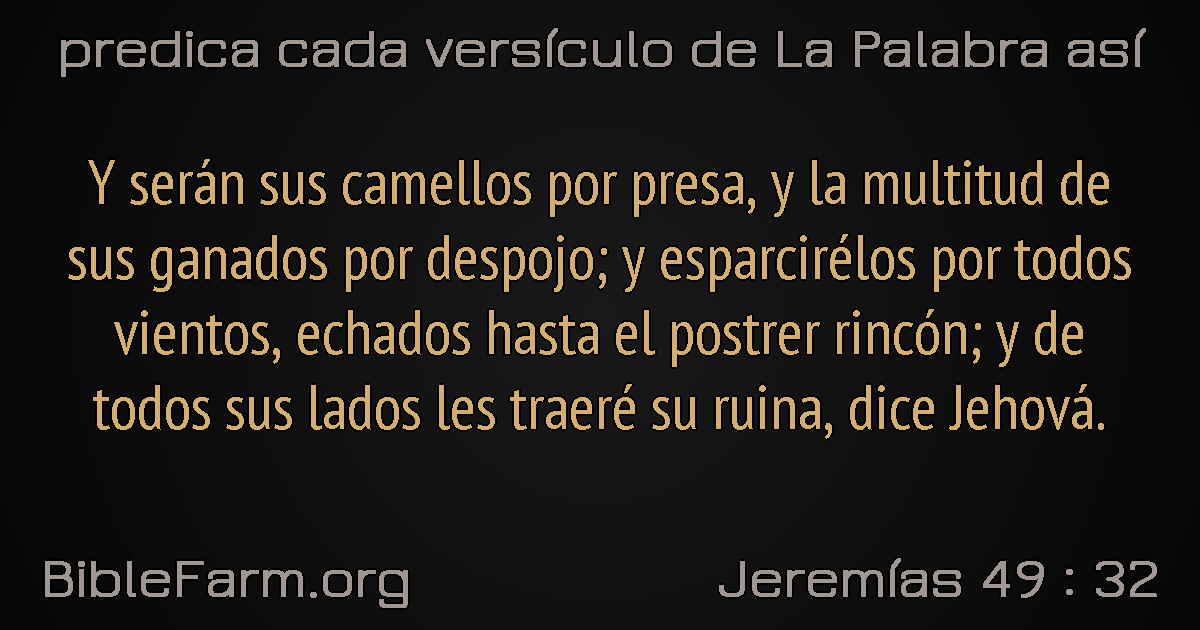 predica cada versículo de La Palabra así
Y serán sus camellos por presa, y la multitud de
sus ganados por despojo; y esparcirélos por todos
vientos, echados hasta el postrer rincón; y de
todos sus lados les traeré su ruina, dice Jehová.
BibleFarm.org
Jeremías 49 : 32